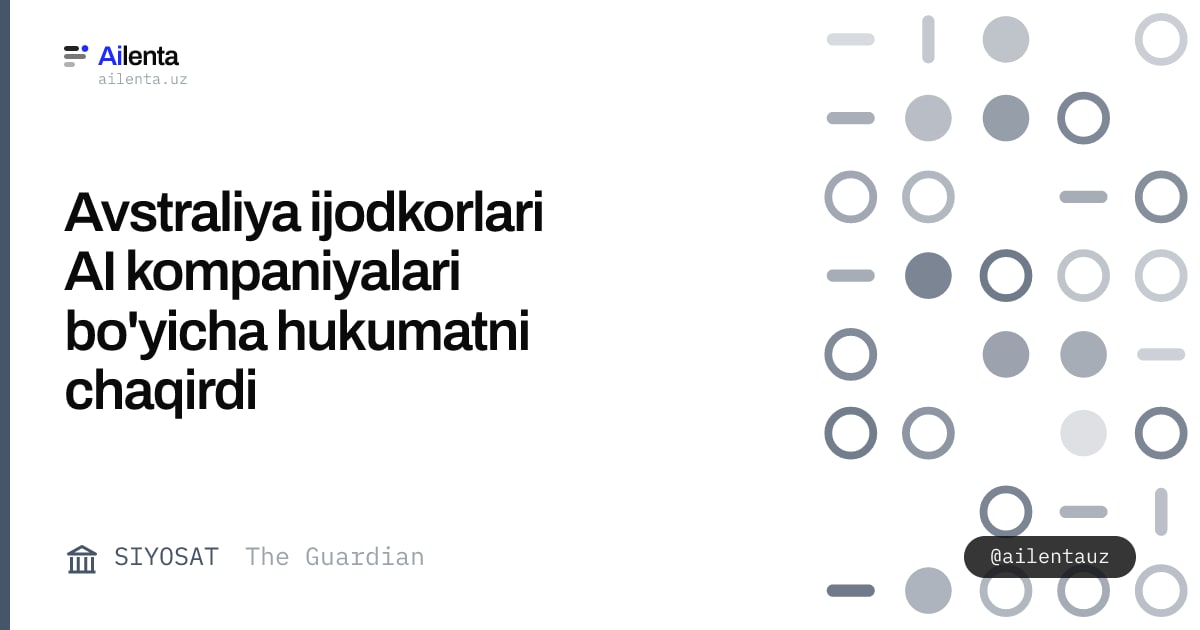 Ailenta
ailenta.uz
Avstraliya ijodkorlari
AI kompaniyalari
bo'yicha hukumatni
chaqirdi
SIYOSAT The Guardian
@ailentauz